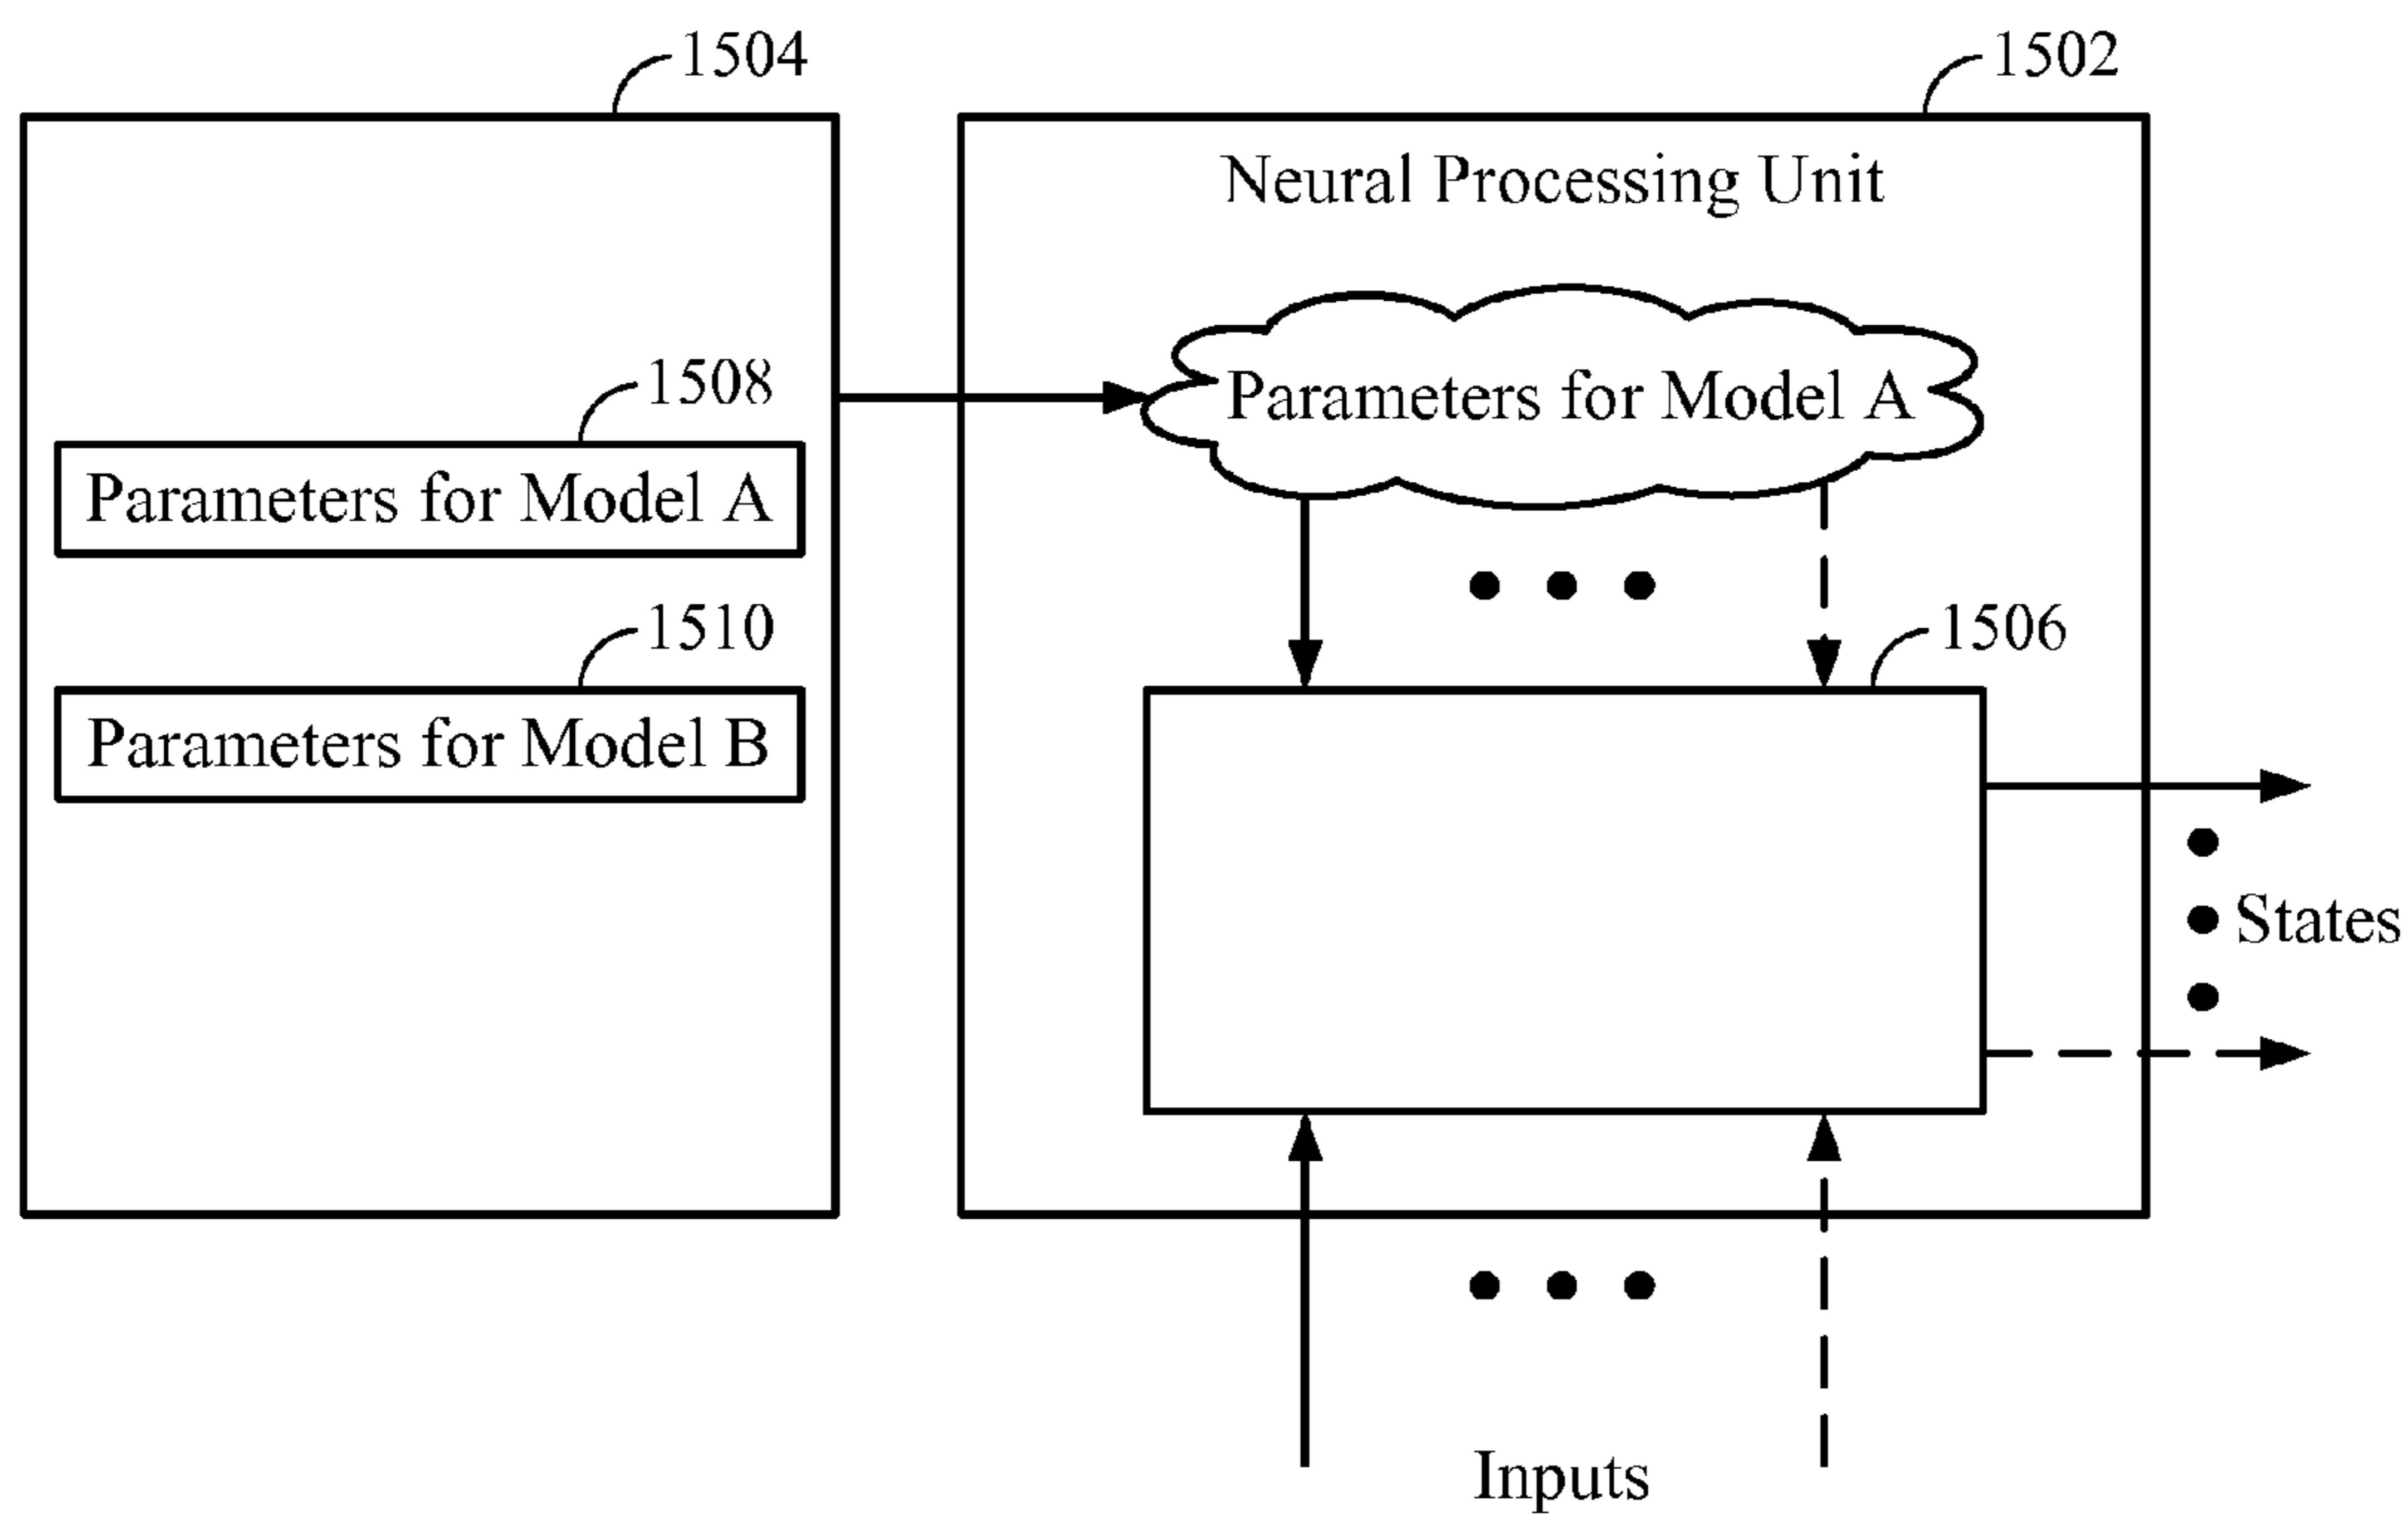 1504
1502
Neural Processing Unit
1508
Parameters for Model A
Parameters for Model A
1510
1506
Parameters for Model B
States
Inputs